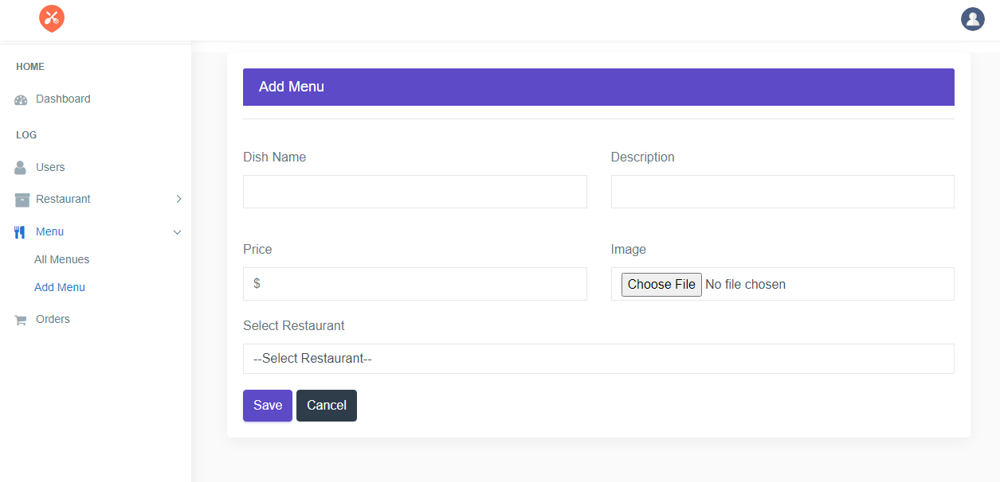 HOME
Dashboard
LOG
Users
Restaurant
Menu
All Menues
Add Menu
Orders
Add Menu
Dish Name
Description
Price
Image
$
Choose File No file chosen
Select Restaurant
--Select Restaurant--
Save
Cancel